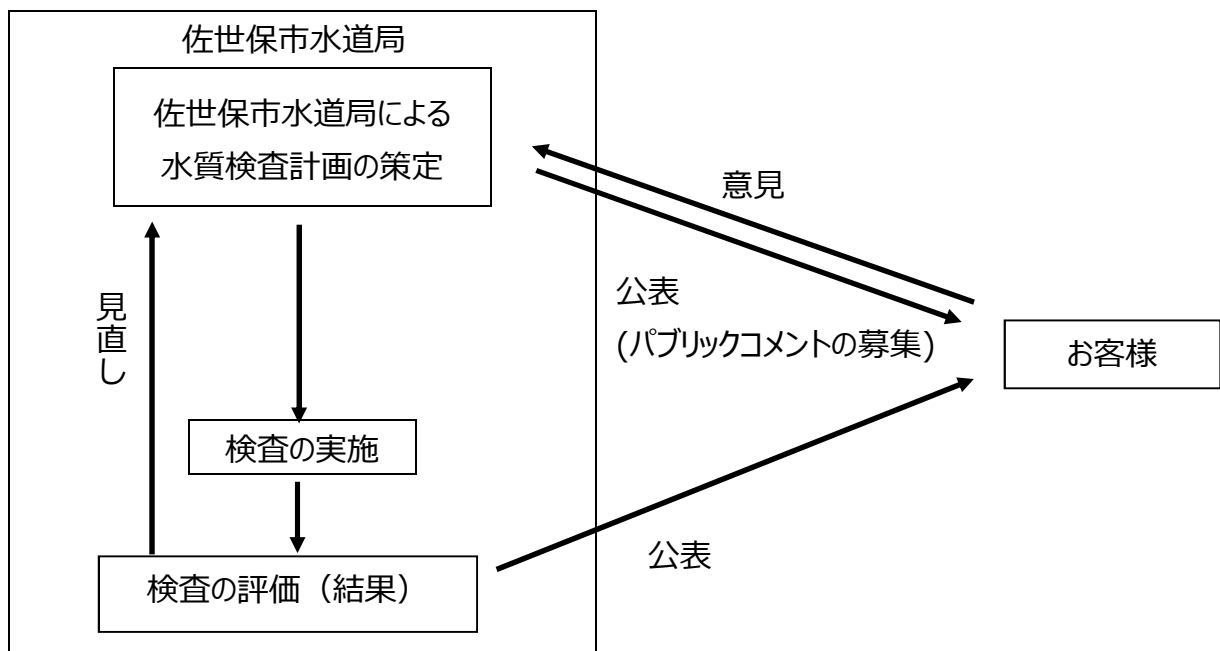 佐世保市水道局
佐世保市水道局による
水質検査計画の策定
意見
公表
(パブリックコメントの募集)
お客様
見直し
検査の実施
検査の評価（結果）
公表